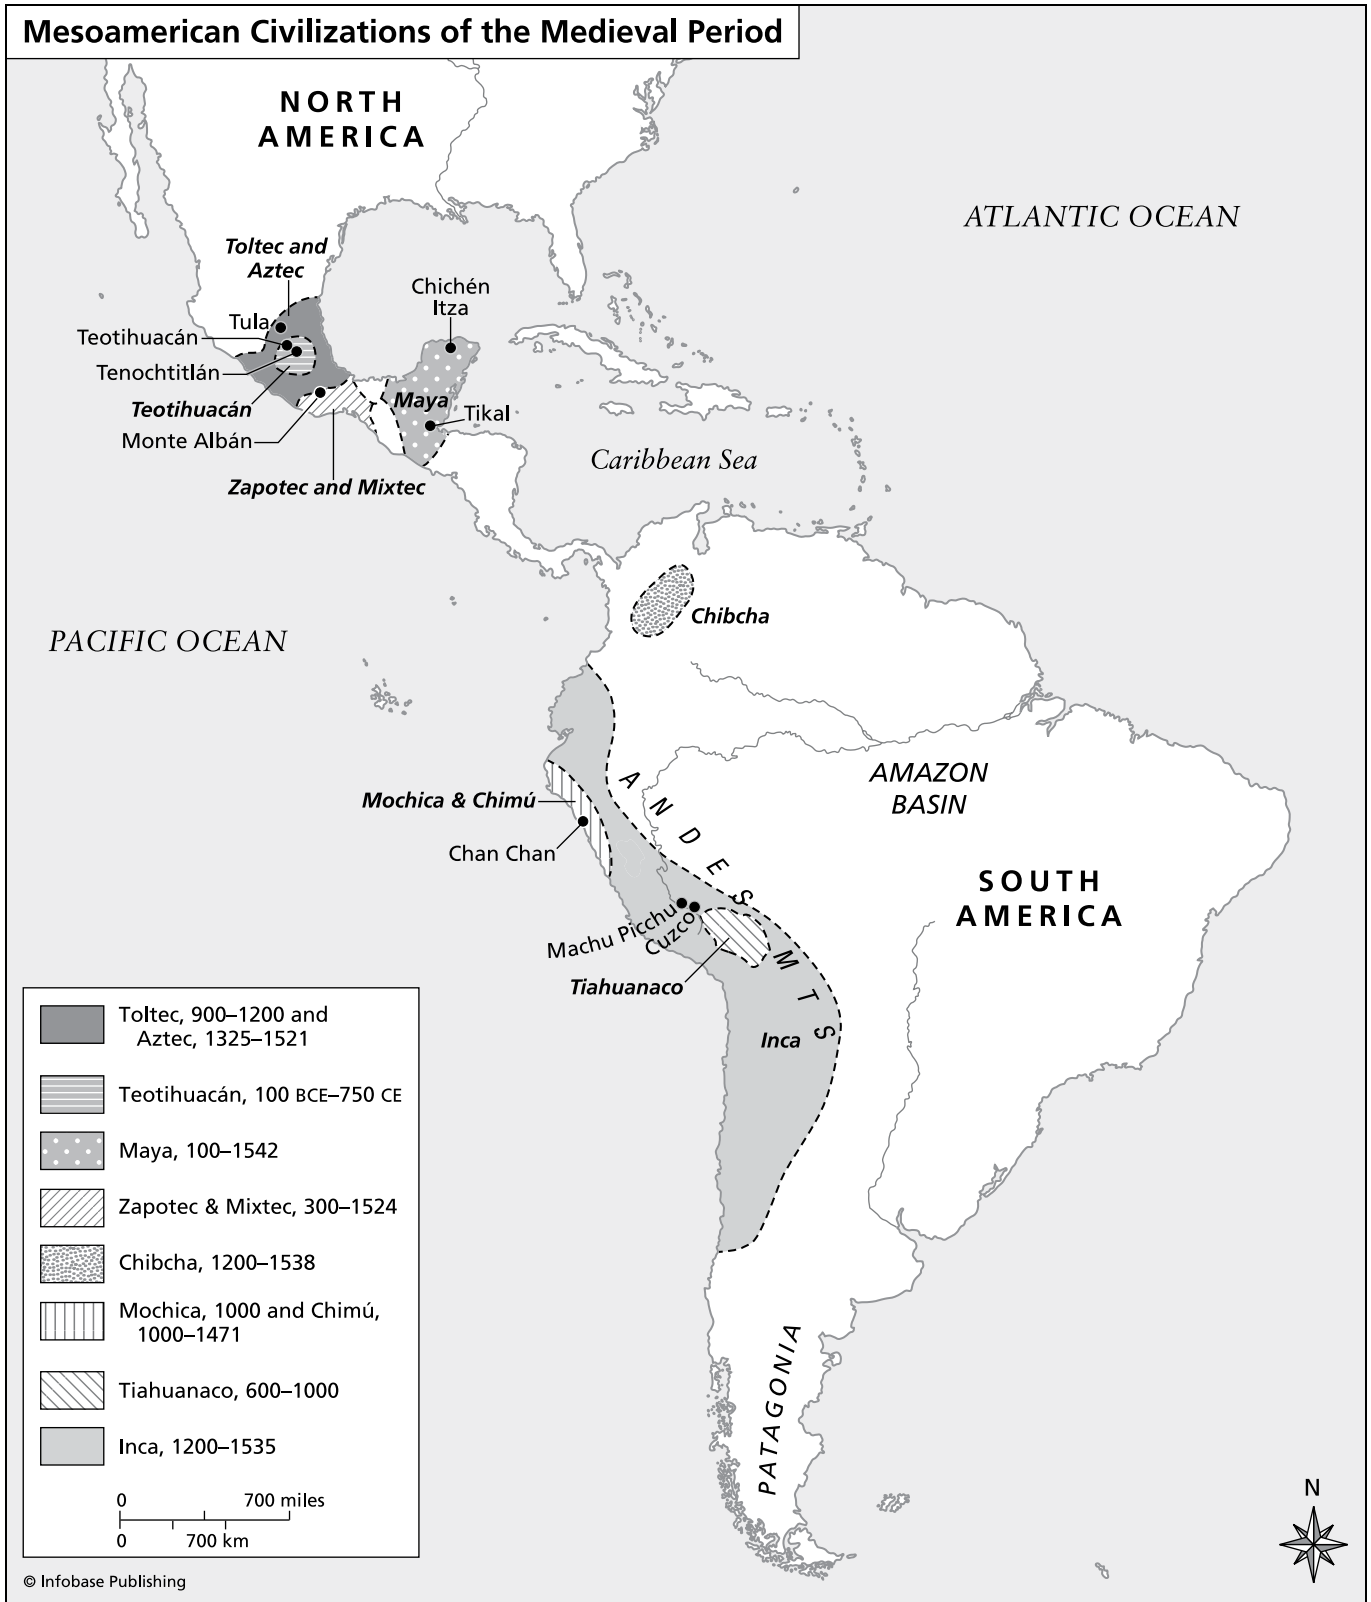 Mesoamerican Civilizations of the Medieval Period
NORTH
AMERICA
ATLANTIC OCEAN
Toltec and
Aztec
Chichén
Itza
Tula
Teotihuacán
Tenochtitlán
Teotihuacán
Maya
Tikal
Monte Albán
Caribbean Sea
Zapotec and Mixtec
Chibcha
PACIFIC OCEAN
AMAZON
BASIN
ANDES MTS
Mochica & Chimú
Chan Chan
SOUTH
AMERICA
Machu Picchu
Cuzco
Tiahuanaco
Inca
Toltec, 900–1200 and
Aztec, 1325–1521
Teotihuacán, 100 BCE–750 CE
Maya, 100–1542
Zapotec & Mixtec, 300–1524
Chibcha, 1200–1538
Mochica, 1000 and Chimú,
1000–1471
Tiahuanaco, 600–1000
Inca, 1200–1535
0 700 miles
0 700 km
PATAGONIA
N
© Infobase Publishing